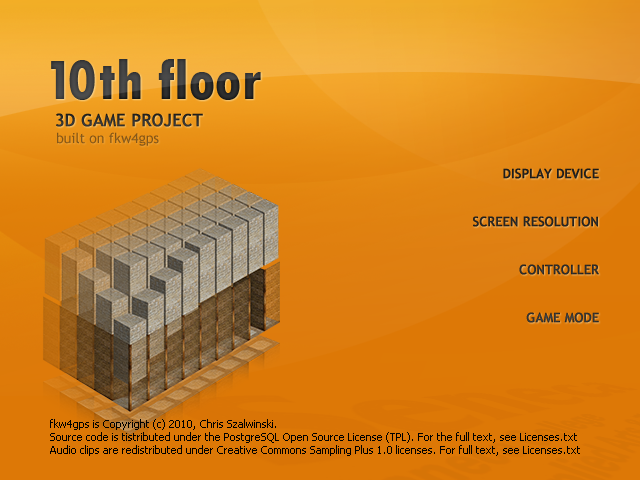 10th floor
3D GAME PROJECT
built on fkw4gps
DISPLAY DEVICE
SCREEN RESOLUTION
CONTROLLER
GAME MODE
fkw4gps is Copyright (c) 2010, Chris Szalwinski.
Source code is tistributed under the PostgreSQL Open Source License (TPL). For the full text, see Licenses.txt
Audio clips are redistributed under Creative Commons Sampling Plus 1.0 licenses. For full text, see Licenses.txt